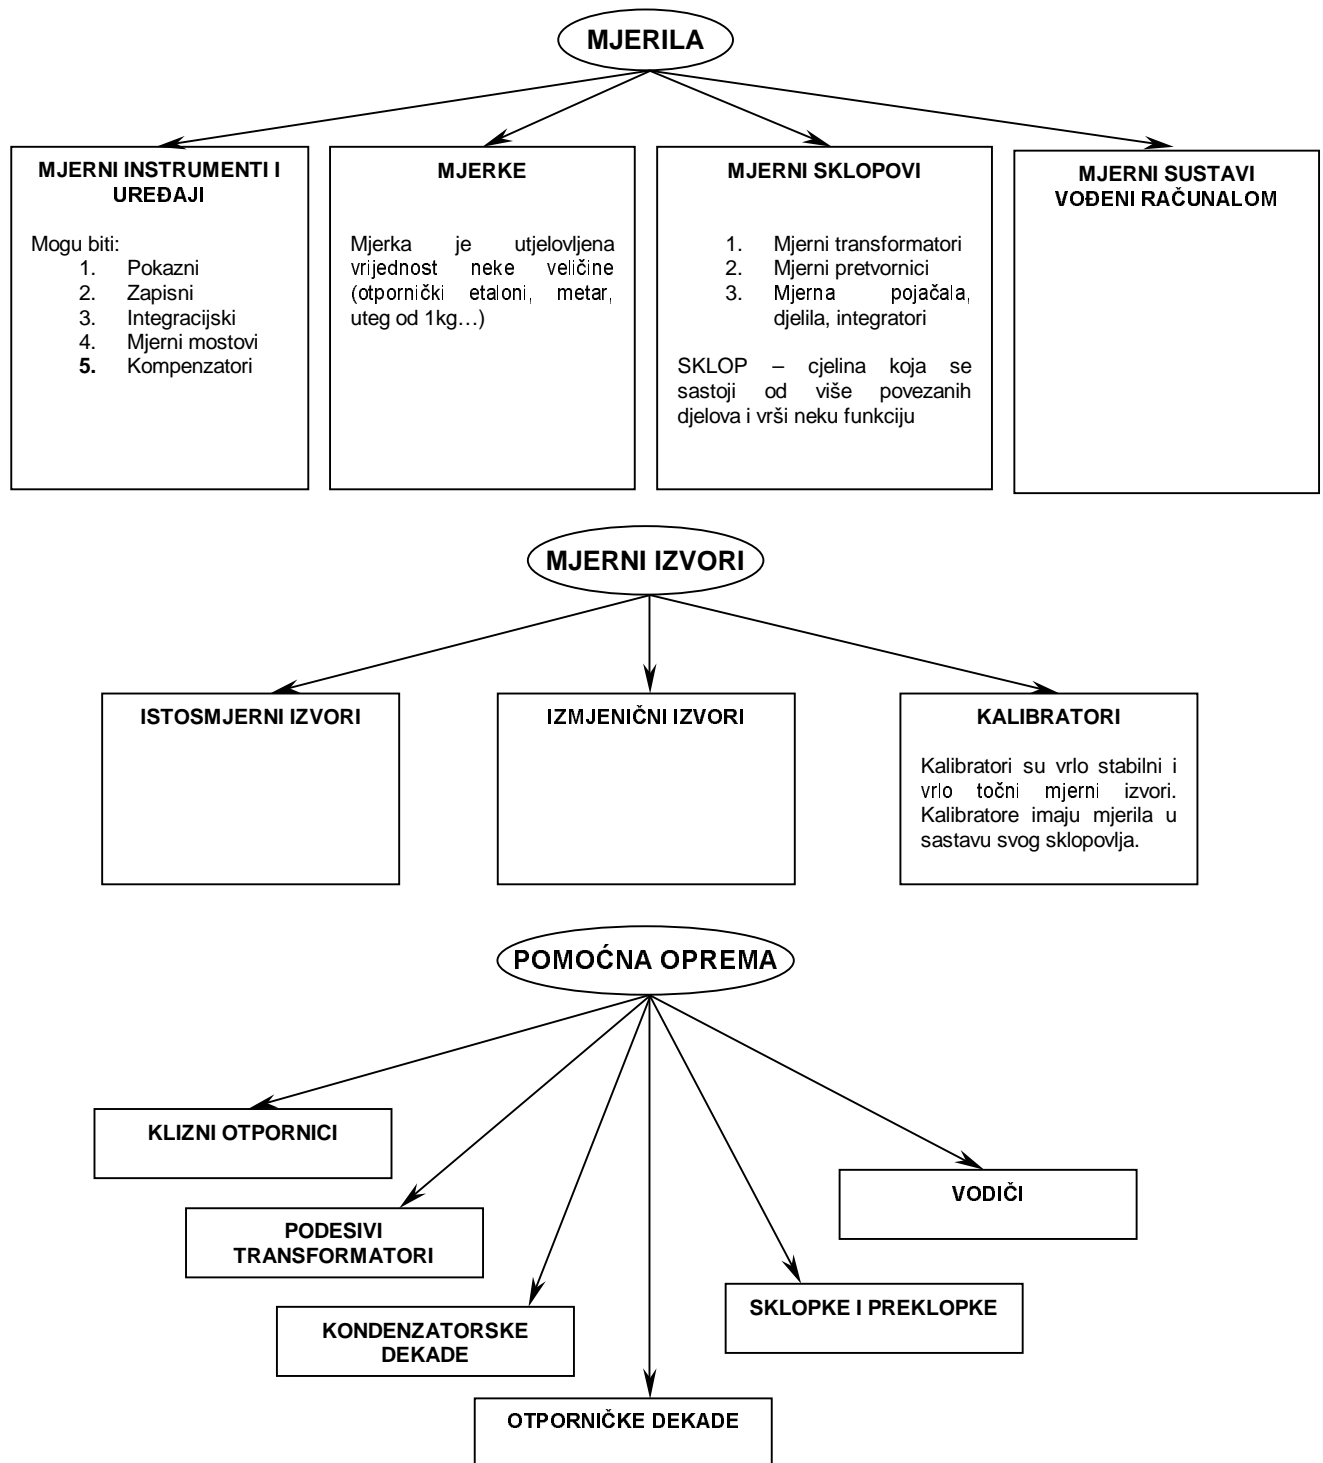 MJERILA
MJERNI INSTRUMENTI I
UREĐAJI
Mogu biti:
1. Pokazni
2. Zapisni
3. Integracijski
4. Mjerni mostovi
5. Kompenzatori
MJERKE
Mjerka je utjelovljena
vrijednost neke veličine
(otpornički etaloni, metar,
uteg od 1kg…)
MJERNI SKLOPOVI
1. Mjerni transformatori
2. Mjerni pretvornici
3. Mjerna pojačala,
djelila, integratori
SKLOP – cjelina koja se
sastoji od više povezanih
djelova i vrši neku funkciju
MJERNI SUSTAVI
VOĐENI RAČUNALOM
MJERNI IZVORI
ISTOSMJERNI IZVORI
IZMJENIČNI IZVORI
KALIBRATORI
Kalibratori su vrlo stabilni i
vrlo točni mjerni izvori.
Kalibratore imaju mjerila u
sastavu svog sklopovlja.
POMOĆNA OPREMA
KLIZNI OTPORNICI
PODESIVI
TRANSFORMATORI
KONDENZATORSKE
DEKADE
OTPORNIČKE DEKADE
SKLOPKE I PREKLOPKE
VODIČI